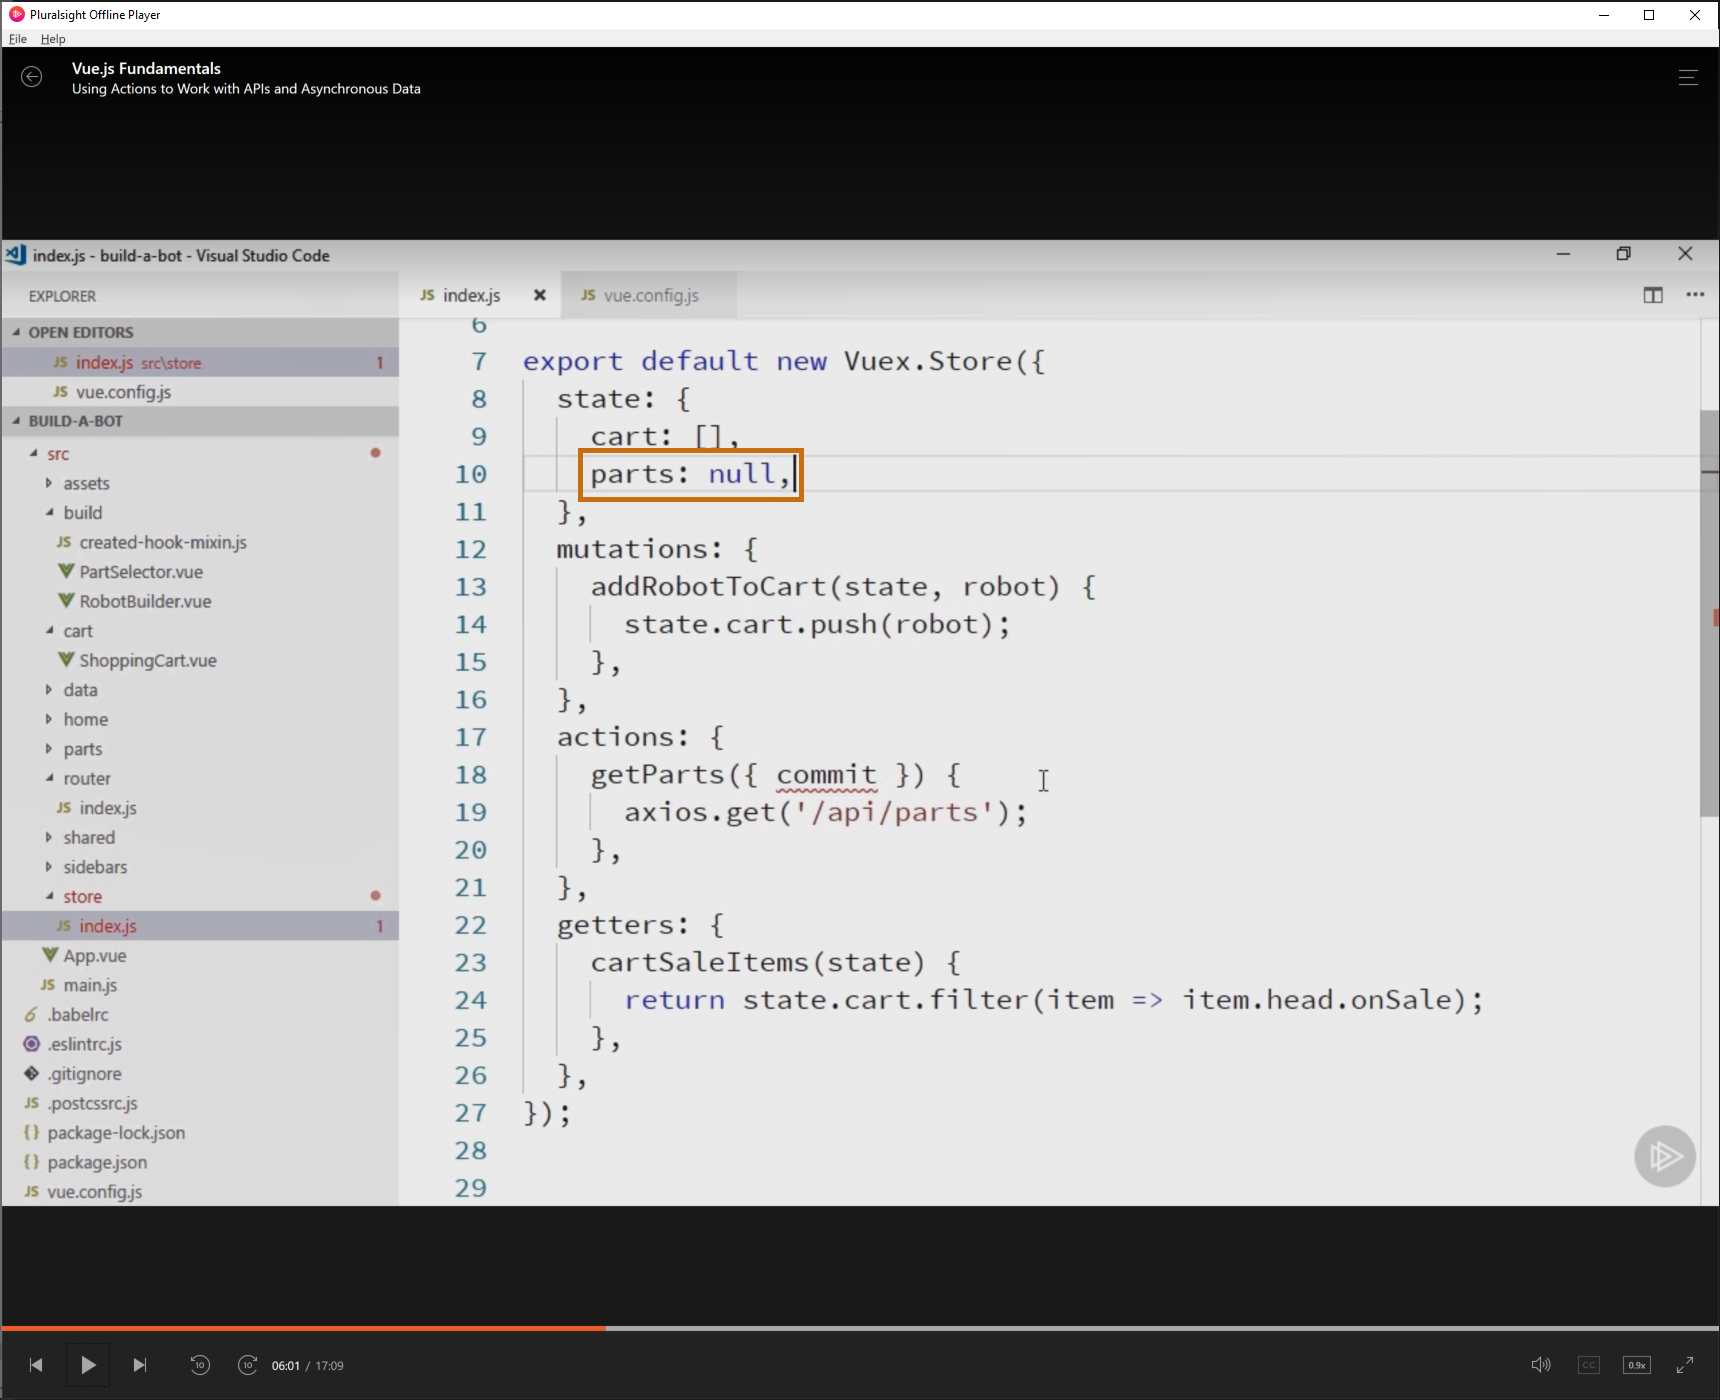 Pluralsight Offline Player
File Help
Vue.js Fundamentals
Using Actions to Work with APIs and Asynchronous Data
index.js - build-a-bot - Visual Studio Code
EXPLORER
OPEN EDITORS
JS index.js src\store 1
JS vue.config.js
BUILD-A-BOT
src
assets
build
JS created-hook-mixin.js
PartSelector.vue
RobotBuilder.vue
cart
ShoppingCart.vue
data
home
parts
router
JS index.js
shared
sidebars
store
JS index.js 1
App.vue
JS main.js
.babelrc
.eslintrc.js
.gitignore
JS .postcssrc.js
{} package-lock.json
{} package.json
JS vue.config.js
JS index.js
JS vue.config.js
6
7 export default new Vuex.Store({
8 state: {
9 cart: [],
10 parts: null,
11 },
12 mutations: {
13 addRobotToCart(state, robot) {
14 state.cart.push(robot);
15 },
16 },
17 actions: {
18 getParts({ commit }) {
19 axios.get('/api/parts');
20 },
21 },
22 getters: {
23 cartSaleItems(state) {
24 return state.cart.filter(item => item.head.onSale);
25 },
26 },
27 });
28
29
10
10
06:01 / 17:09
CC
0.9x